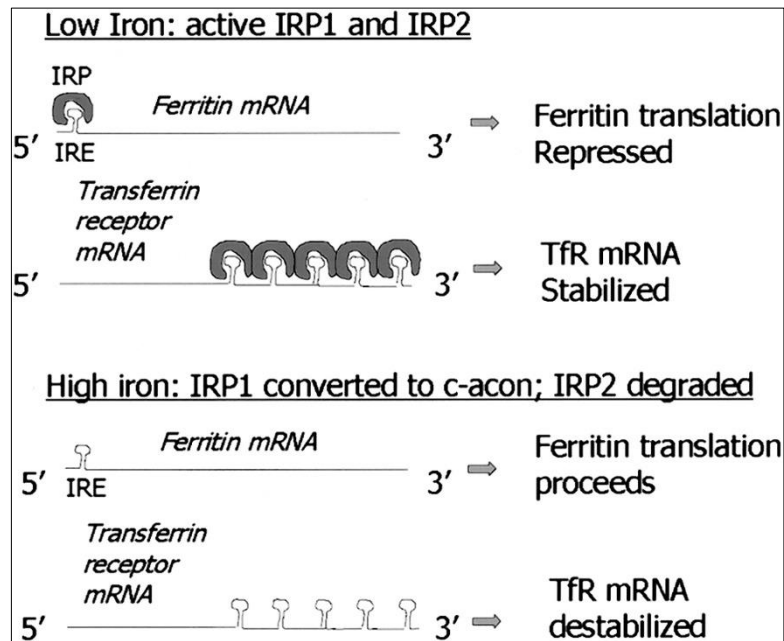 Low Iron: active IRP1 and IRP2
IRP
Ferritin mRNA
5′ IRE 3′
Ferritin translation
Repressed
Transferrin
receptor
mRNA
5′ 3′
TfR mRNA
Stabilized
High iron: IRP1 converted to c-acon; IRP2 degraded
Ferritin mRNA
5′ IRE 3′
Ferritin translation
proceeds
Transferrin
receptor
mRNA
5′ 3′
TfR mRNA
destabilized